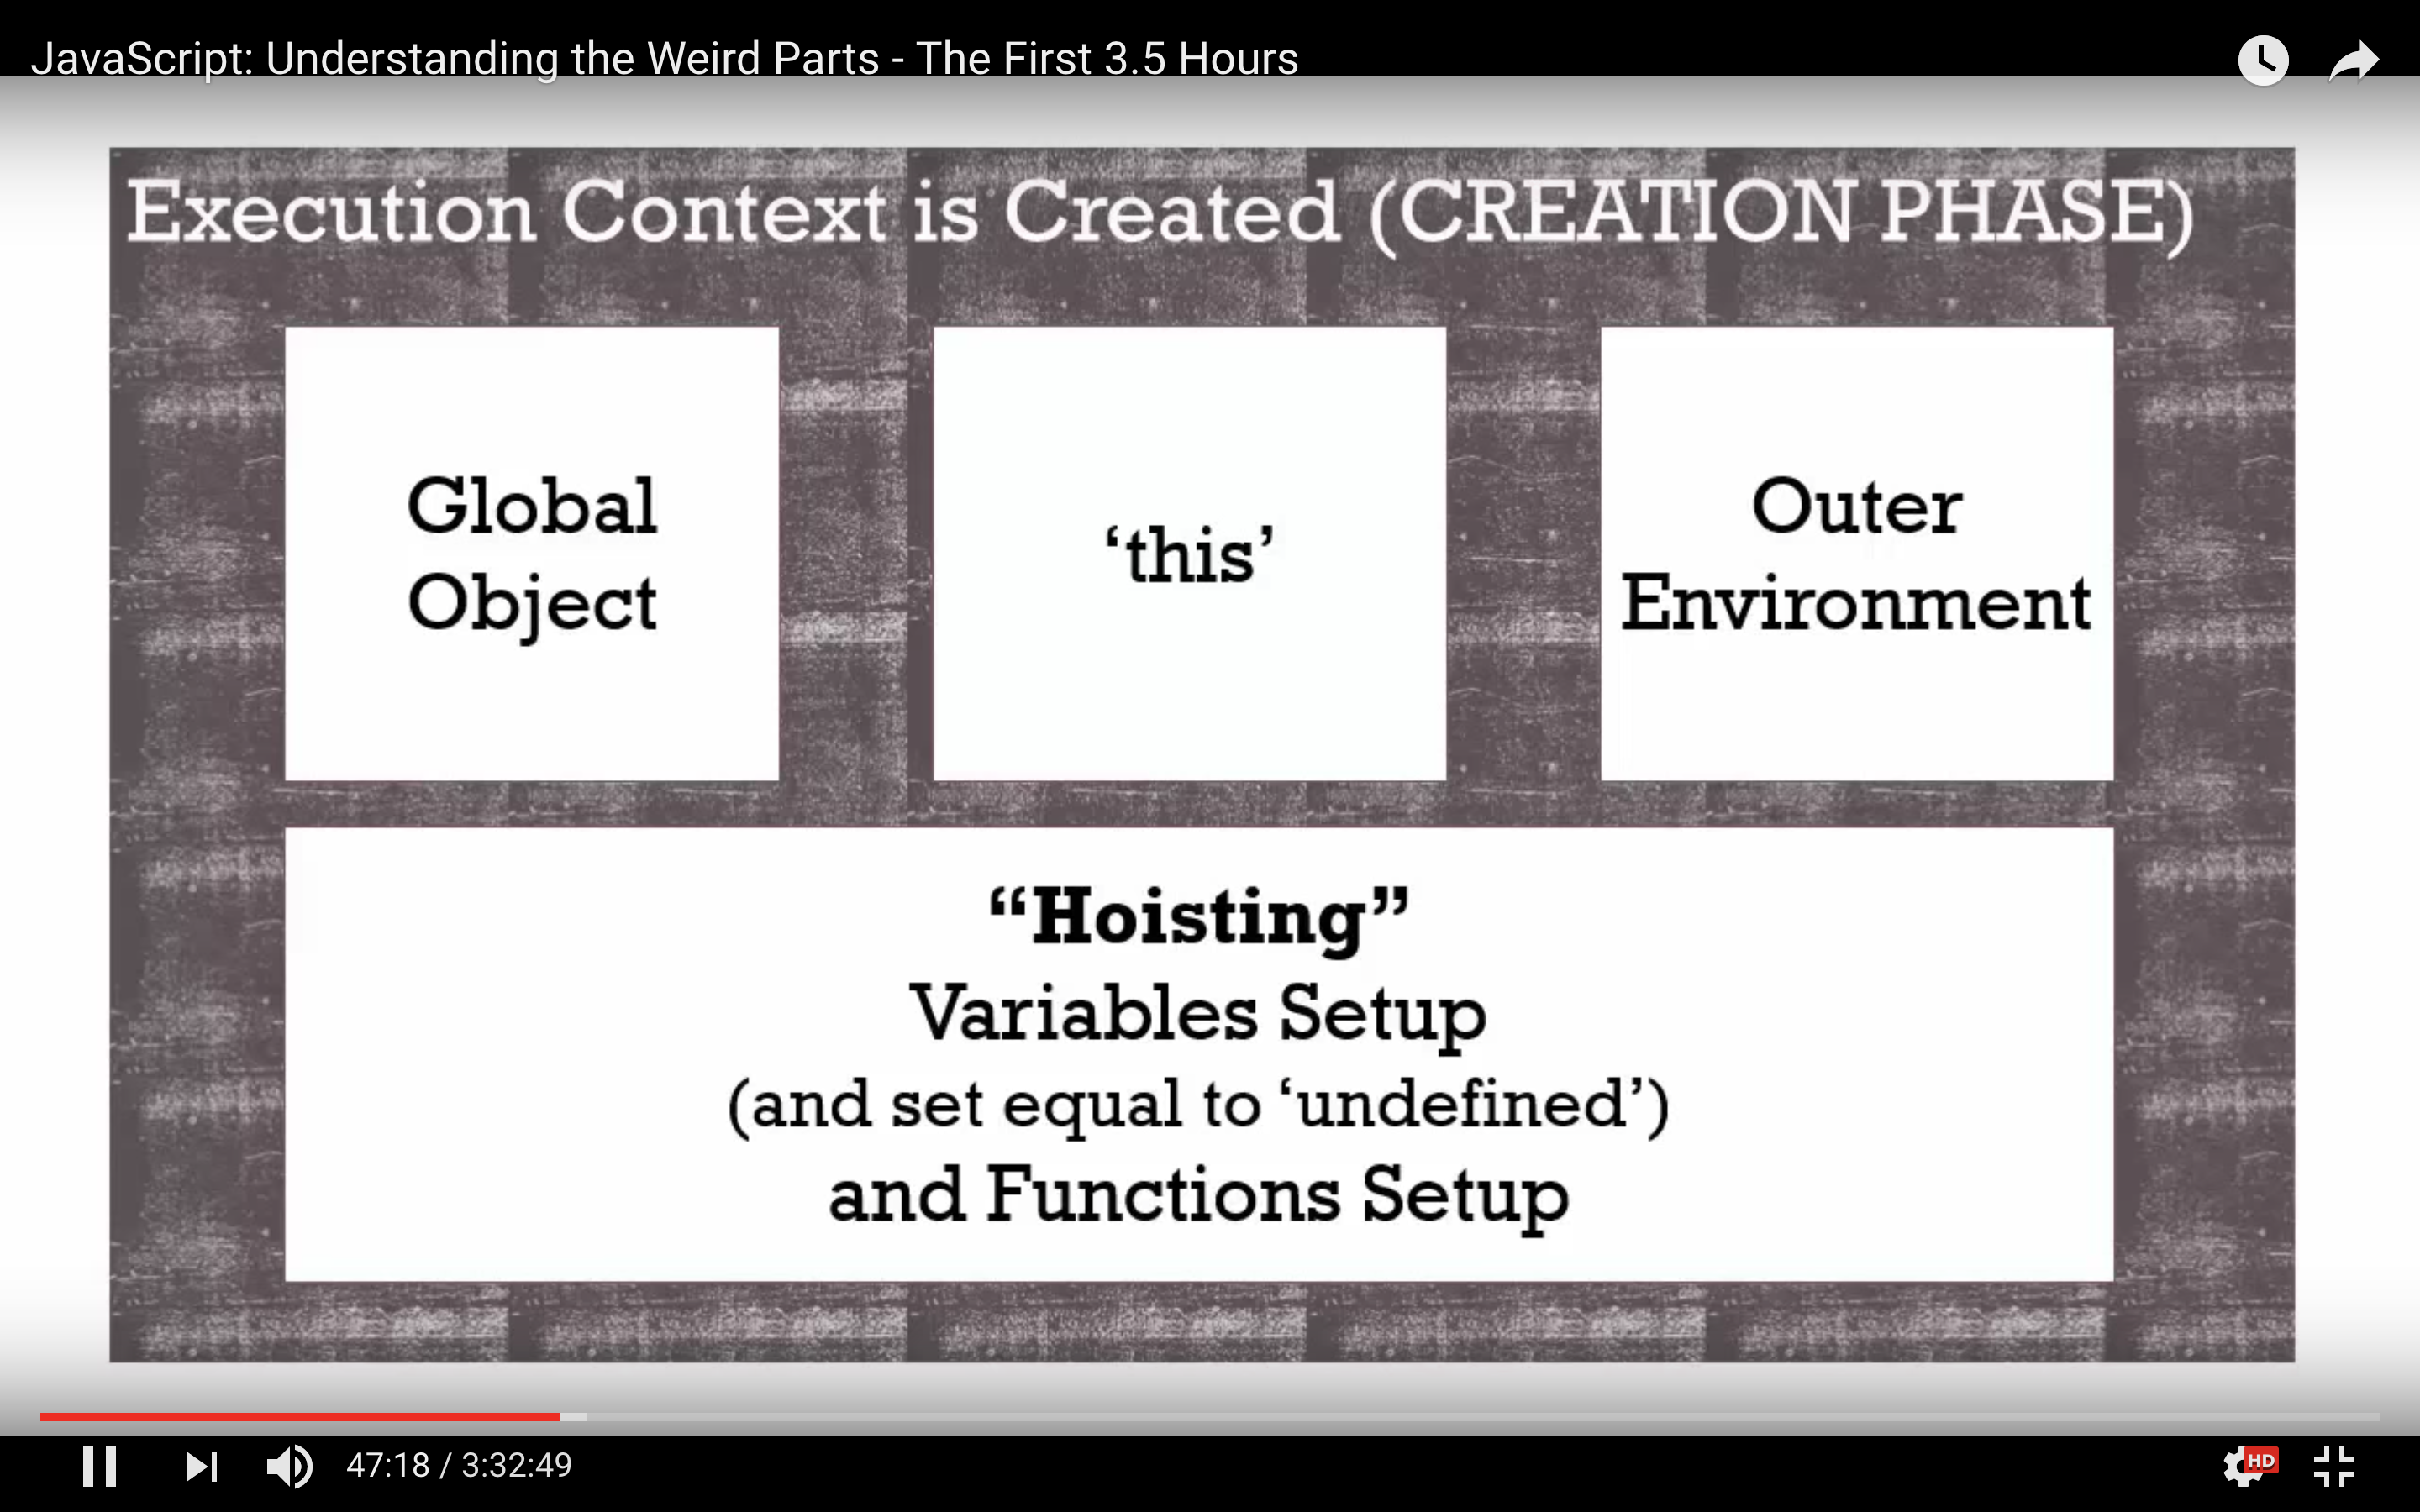 JavaScript: Understanding the Weird Parts - The First 3.5 Hours
Execution Context is Created (CREATION PHASE)
Global
Object
‘this’
Outer
Environment
“Hoisting”
Variables Setup
(and set equal to ‘undefined’)
and Functions Setup
47:18 / 3:32:49
HD